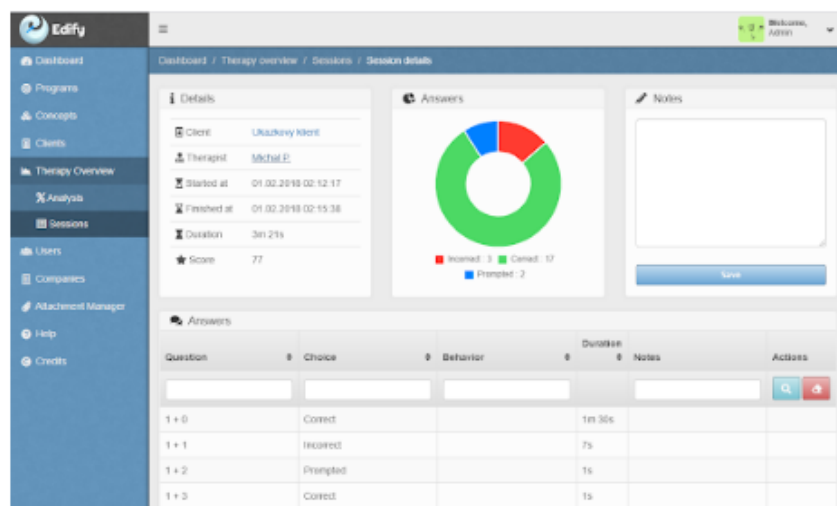 Edify
Welcome,
Admin
Dashboard
Programs
Concepts
Clients
Therapy Overview
Analysis
Sessions
Users
Companies
Attachment Manager
Help
Credits
Dashboard / Therapy overview / Sessions / Session details
Details
Client Ukazkovy klient
Therapist Michal P.
Started at 01.02.2018 02:12:17
Finished at 01.02.2018 02:15:38
Duration 3m 21s
Score 77
Answers
Incorrect : 3 Correct : 17
Prompted : 2
Notes
Save
Answers
Question Choice Behavior Duration Notes Actions
1 + 0 Correct 1m 30s
1 + 1 Incorrect 7s
1 + 2 Prompted 1s
1 + 3 Correct 1s